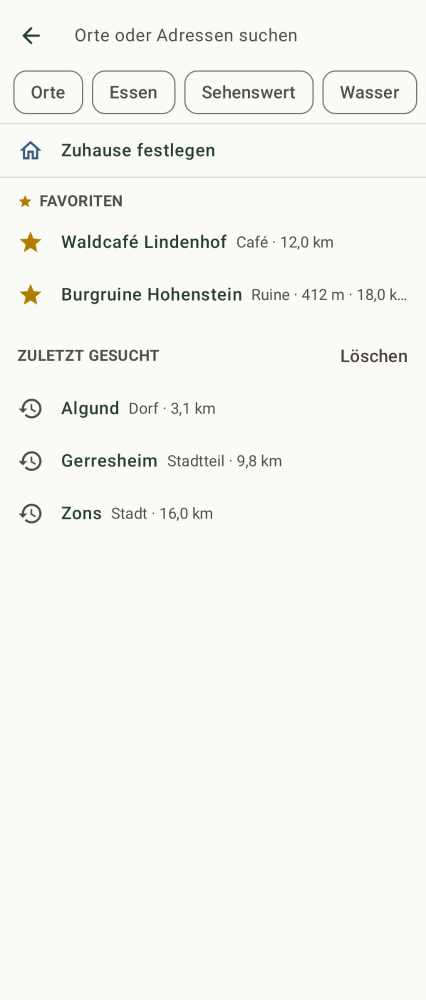 Orte oder Adressen suchen
Orte Essen Sehenswert Wasser
Zuhause festlegen
FAVORITEN
Waldcafé Lindenhof Café · 12,0 km
Burgruine Hohenstein Ruine · 412 m · 18,0 k…
ZULETZT GESUCHT Löschen
Algund Dorf · 3,1 km
Gerresheim Stadtteil · 9,8 km
Zons Stadt · 16,0 km